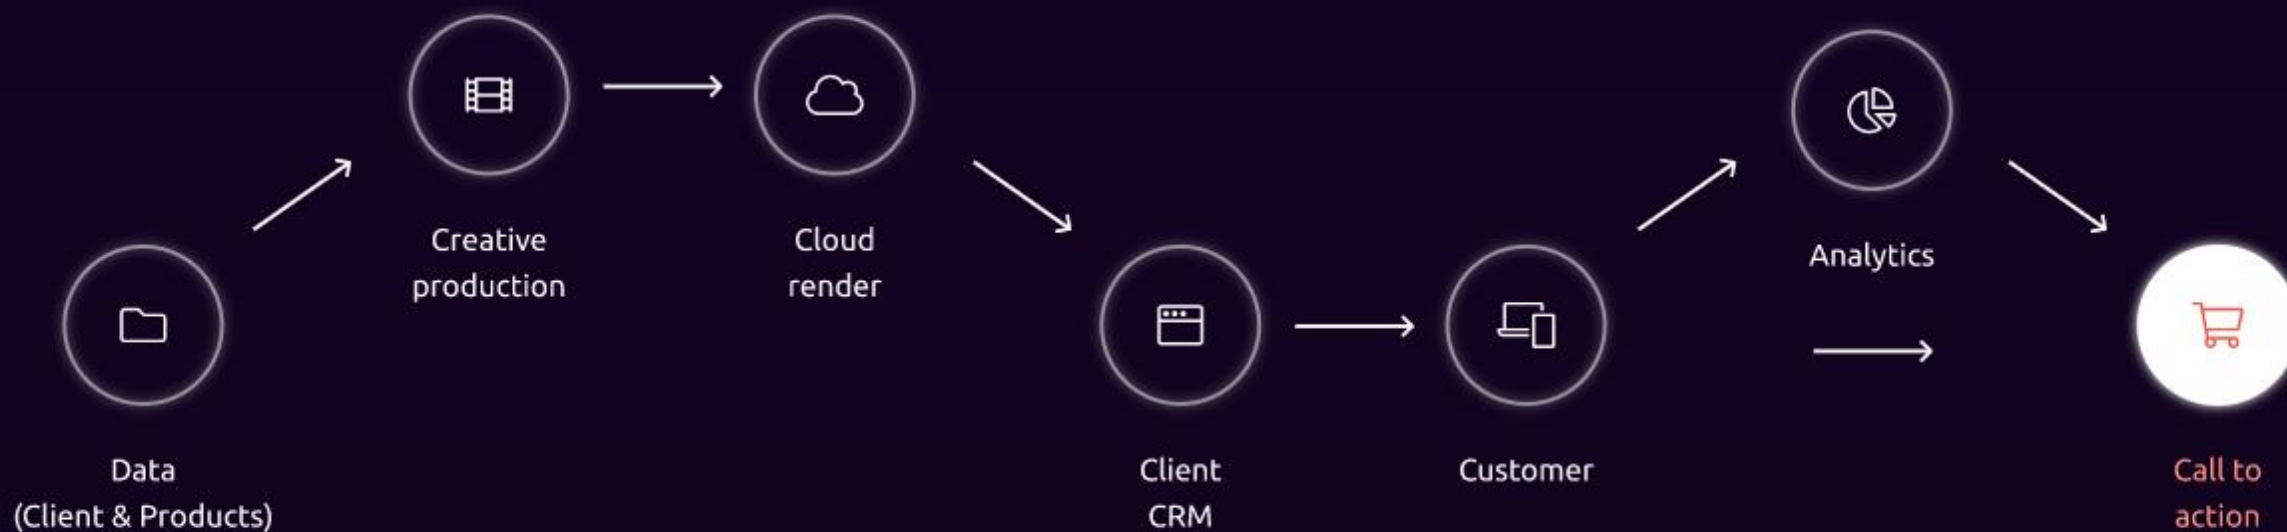 Data
(Client & Products)
Creative
production
Cloud
render
Client
CRM
Customer
Analytics
Call to
action